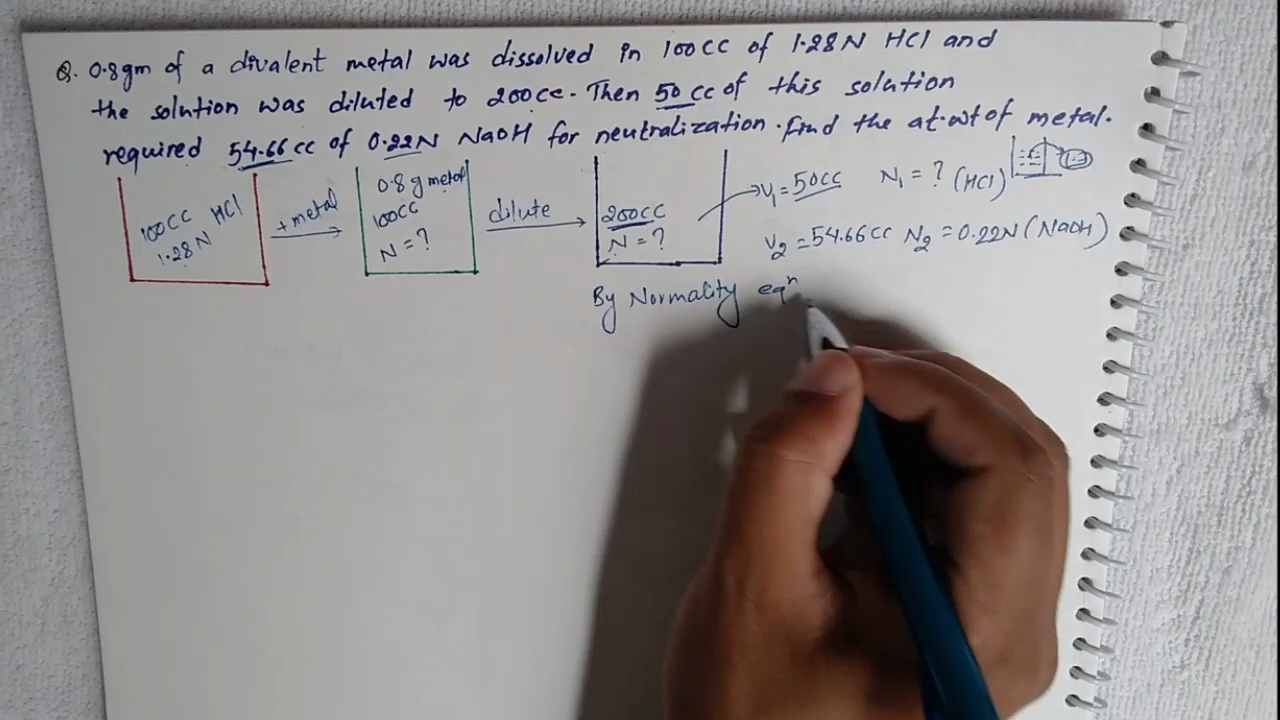 Q. 0.8gm of a divalent metal was dissolved in 100CC of 1.28N HCl and
the solution was diluted to 200cc. Then 50 cc of this solution
required 54.66cc of 0.22N NaOH for neutralization. find the at.wt of metal.
100CC HCl
1.28N
+metal
0.8g metal
100CC
N=?
dilute
200CC
N=?
V₁=50CC N₁=? (HCl)
V₂=54.66CC N₂=0.22N (NaOH)
By Normality eqⁿ